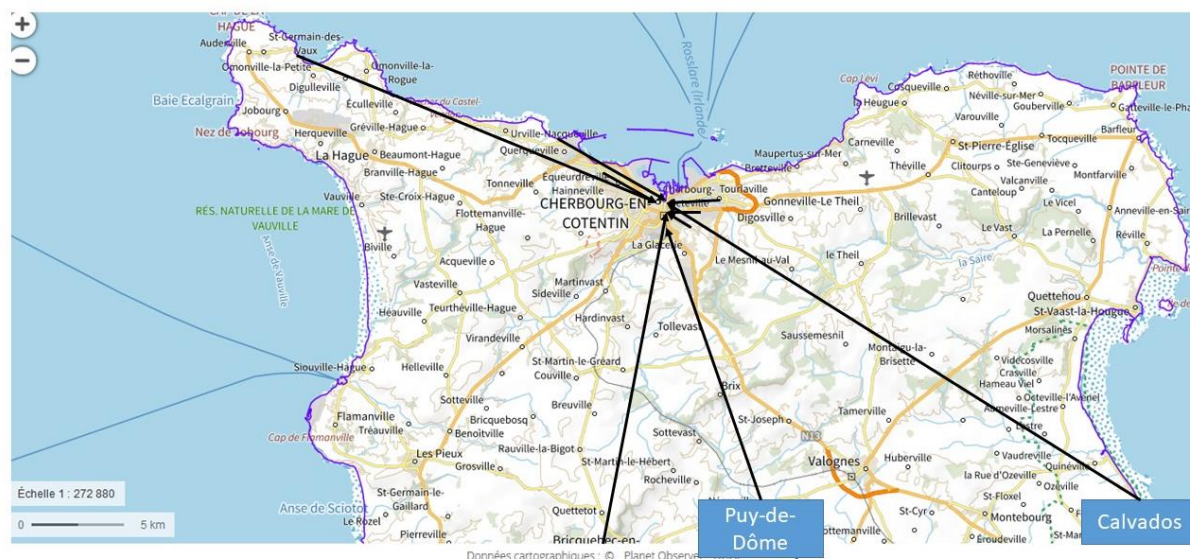 CAP DE LA
HAGUE
St-Germain-des-
Vaux
Auderville
Omonville-la-Petite
Omonville-la-
Rogue
Digulleville
Baie Ecalgrain
Éculleville
Jobourg
Nez de Jobourg
Herqueville
Gréville-Hague
Urville-Nacqueville
Querqueville
La Hague
Beaumont-Hague
Branville-Hague
Équeurdreville
Hainneville
Tonneville
Vauville
Ste-Croix-Hague
Flottemanville-
Hague
CHERBOURG-EN-
COTENTIN
RÉS. NATURELLE DE LA MARE DE
VAUVILLE
Biville
Anse de Vauville
Acqueville
Vasteville
Sideville
Martinvast
Teurthéville-Hague
Héauville
Virandeville
Hardinvast
Tollevast
St-Martin-le-Gréard
Couville
Siouville-Hague
Helleville
Sotteville
Bricquebosq
Breuville
Flamanville
Tréauville
Benoîtville
Cap de Flamanville
Les Pieux
Grosville
Rauville-la-Bigot
St-Martin-le-Hébert
Rocheville
Sottevast
St-Germain-le-
Gaillard
Anse de Sciotot
Le Rozel
Pierreville
Quettetot
Bricquebec-en-
Rosslare (Irlande)
Tourlaville
Digosville
La Glacerie
Le Mesnil-au-Val
Bretteville
Maupertus-sur-Mer
Gonneville-Le Theil
le Theil
Saussemesnil
Brix
St-Joseph
Tamerville
N13
Valognes
Huberville
St-Cyr
Cap Lévi
Cosqueville
Réthoville
Néville-sur-Mer
Gouberville
POINTE DE
BARFLEUR
Gatteville-le-Pha
la Heugue
Varouville
Carneville
Tocqueville
Barfleur
St-Pierre-Église
Théville
Clitourps
Ste-Geneviève
Montfarville
Valcanville
Canteloup
Le Vicel
Anneville-en-Sai
Brillevast
Le Vast
La Pernelle
Réville
la Saire
Pointe
Quettehou
St-Vaast-la-Hougue
Morsalines
Montaigu-la-
Brisette
Videcosville
Crasville
Hameau Viel
Octeville-l'Avenel
Aumeville-Lestre
Lestre
Vaudreville
Quinéville
la Rue d'Ozeville
Ozeville
St-Floxel
Montebourg
Éroudeville
+
−
Échelle 1 : 272 880
0
5 km
Puy-de-
Dôme
Calvados
Données cartographiques : © Planet Observer